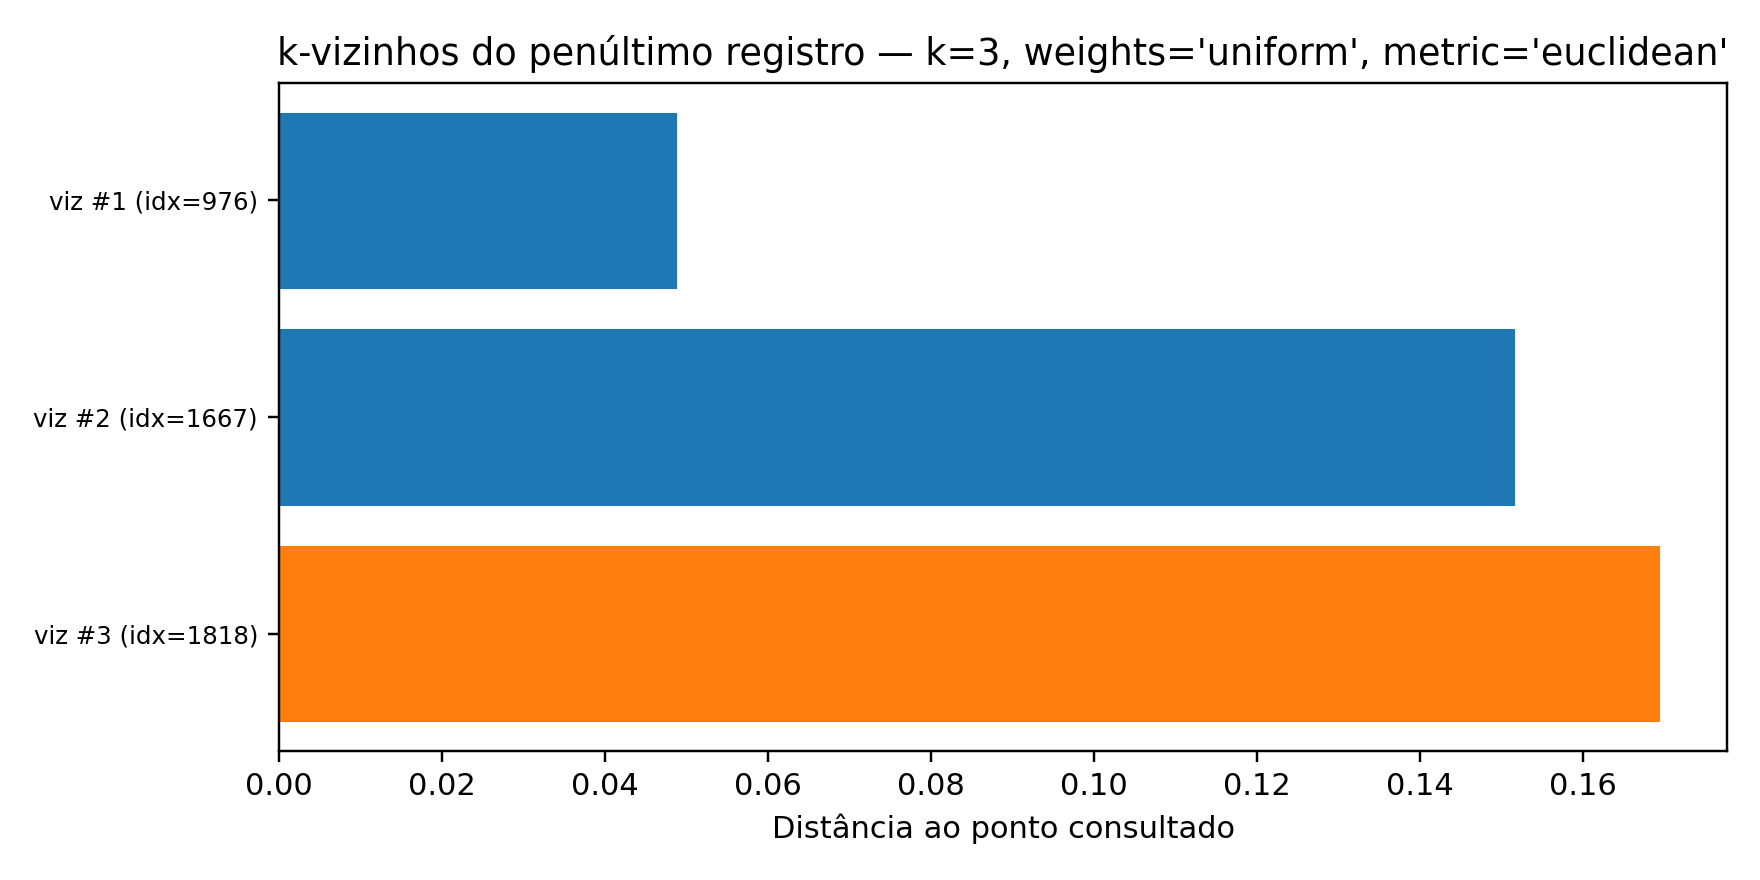 k-vizinhos do penúltimo registro — k=3, weights='uniform', metric='euclidean'
viz #1 (idx=976)
viz #2 (idx=1667)
viz #3 (idx=1818)
0.00 0.02 0.04 0.06 0.08 0.10 0.12 0.14 0.16
Distância ao ponto consultado